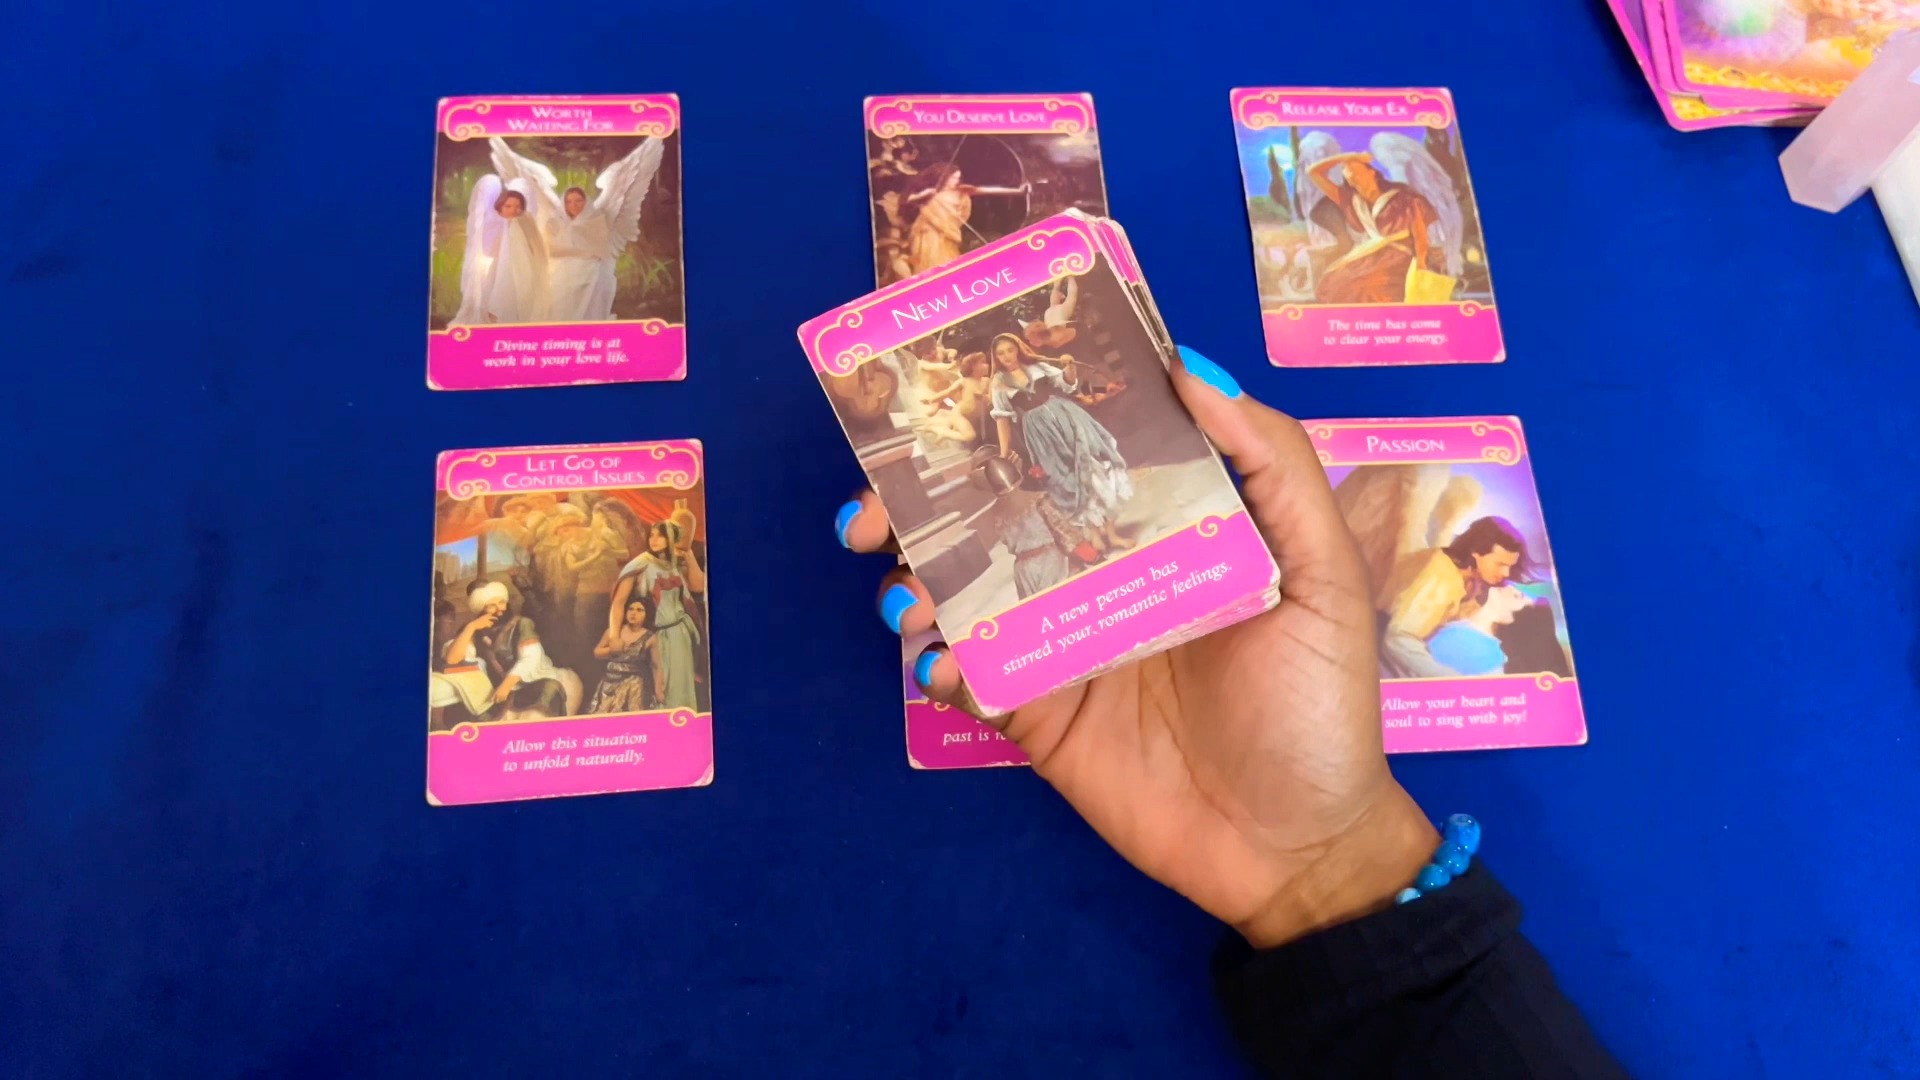 WORTH
WAITING FOR
Divine timing is at
work in your love life.
YOU DESERVE LOVE
RELEASE YOUR EX
The time has come
to clear your energy.
NEW LOVE
A new person has
stirred your romantic feelings.
LET GO OF
CONTROL ISSUES
Allow this situation
to unfold naturally.
past is
PASSION
Allow your heart and
soul to sing with joy!